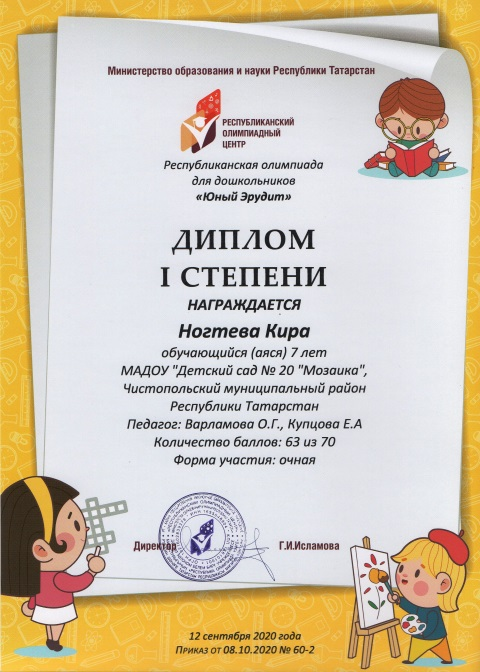 Министерство образования и науки Республики Татарстан
РЕСПУБЛИКАНСКИЙ
ОЛИМПИАДНЫЙ
ЦЕНТР
Республиканская олимпиада
для дошкольников
«Юный Эрудит»
ДИПЛОМ
I СТЕПЕНИ
НАГРАЖДАЕТСЯ
Ногтева Кира
обучающийся (аяся) 7 лет
МАДОУ "Детский сад № 20 "Мозаика",
Чистопольский муниципальный район
Республики Татарстан
Педагог: Варламова О.Г., Купцова Е.А
Количество баллов: 63 из 70
Форма участия: очная
Директор Г.И.Исламова
12 сентября 2020 года
Приказ от 08.10.2020 № 60-2